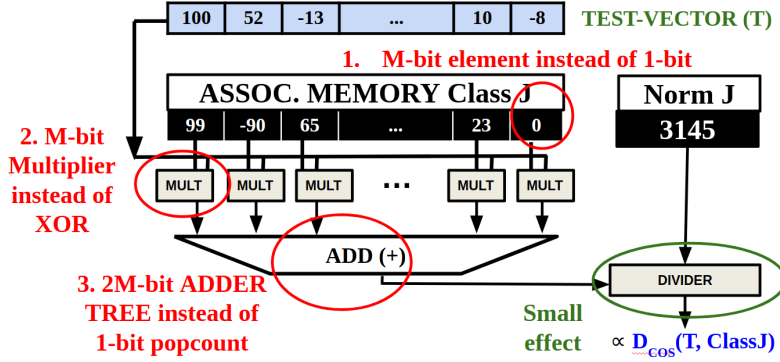 100 52 -13 ... 10 -8 TEST-VECTOR (T)
1. M-bit element instead of 1-bit
ASSOC. MEMORY Class J
Norm J
99 -90 65 ... 23 0
3145
2. M-bit
Multiplier
instead of
XOR
MULT MULT MULT ... MULT MULT
ADD (+)
3. 2M-bit ADDER
TREE instead of
1-bit popcount
DIVIDER
Small
effect
∝ D_COS(T, ClassJ)